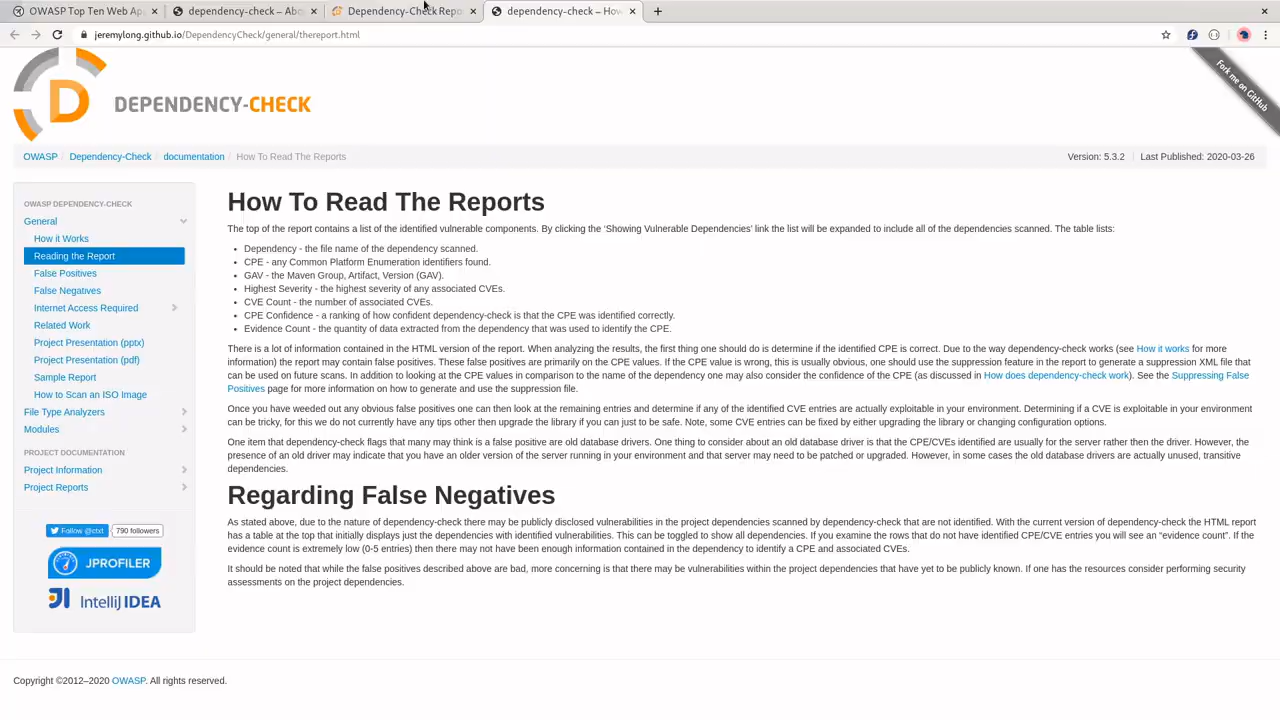 OWASP Top Ten Web Ap
dependency-check – Abo
Dependency-Check Repo
dependency-check – How
jeremylong.github.io/DependencyCheck/general/thereport.html
Fork me on GitHub
D
DEPENDENCY-CHECK
OWASP / Dependency-Check / documentation / How To Read The Reports
Version: 5.3.2 | Last Published: 2020-03-26
OWASP DEPENDENCY-CHECK
General
How it Works
Reading the Report
False Positives
False Negatives
Internet Access Required
Related Work
Project Presentation (pptx)
Project Presentation (pdf)
Sample Report
How to Scan an ISO Image
File Type Analyzers
Modules
PROJECT DOCUMENTATION
Project Information
Project Reports
Follow @ctxt
790 followers
JPROFILER
IJ IntelliJ IDEA
How To Read The Reports
The top of the report contains a list of the identified vulnerable components. By clicking the ‘Showing Vulnerable Dependencies’ link the list will be expanded to include all of the dependencies scanned. The table lists:
• Dependency - the file name of the dependency scanned.
• CPE - any Common Platform Enumeration identifiers found.
• GAV - the Maven Group, Artifact, Version (GAV).
• Highest Severity - the highest severity of any associated CVEs.
• CVE Count - the number of associated CVEs.
• CPE Confidence - a ranking of how confident dependency-check is that the CPE was identified correctly.
• Evidence Count - the quantity of data extracted from the dependency that was used to identify the CPE.
There is a lot of information contained in the HTML version of the report. When analyzing the results, the first thing one should do is determine if the identified CPE is correct. Due to the way dependency-check works (see How it works for more
information) the report may contain false positives. These false positives are primarily on the CPE values. If the CPE value is wrong, this is usually obvious, one should use the suppression feature in the report to generate a suppression XML file that
can be used on future scans. In addition to looking at the CPE values in comparison to the name of the dependency one may also consider the confidence of the CPE (as discussed in How does dependency-check work). See the Suppressing False
Positives page for more information on how to generate and use the suppression file.
Once you have weeded out any obvious false positives one can then look at the remaining entries and determine if any of the identified CVE entries are actually exploitable in your environment. Determining if a CVE is exploitable in your environment
can be tricky, for this we do not currently have any tips other then upgrade the library if you can just to be safe. Note, some CVE entries can be fixed by either upgrading the library or changing configuration options.
One item that dependency-check flags that many may think is a false positive are old database drivers. One thing to consider about an old database driver is that the CPE/CVEs identified are usually for the server rather then the driver. However, the
presence of an old driver may indicate that you have an older version of the server running in your environment and that server may need to be patched or upgraded. However, in some cases the old database drivers are actually unused, transitive
dependencies.
Regarding False Negatives
As stated above, due to the nature of dependency-check there may be publicly disclosed vulnerabilities in the project dependencies scanned by dependency-check that are not identified. With the current version of dependency-check the HTML report
has a table at the top that initially displays just the dependencies with identified vulnerabilities. This can be toggled to show all dependencies. If you examine the rows that do not have identified CPE/CVE entries you will see an “evidence count”. If the
evidence count is extremely low (0-5 entries) then there may not have been enough information contained in the dependency to identify a CPE and associated CVEs.
It should be noted that while the false positives described above are bad, more concerning is that there may be vulnerabilities within the project dependencies that have yet to be publicly known. If one has the resources consider performing security
assessments on the project dependencies.
Copyright ©2012–2020 OWASP. All rights reserved.